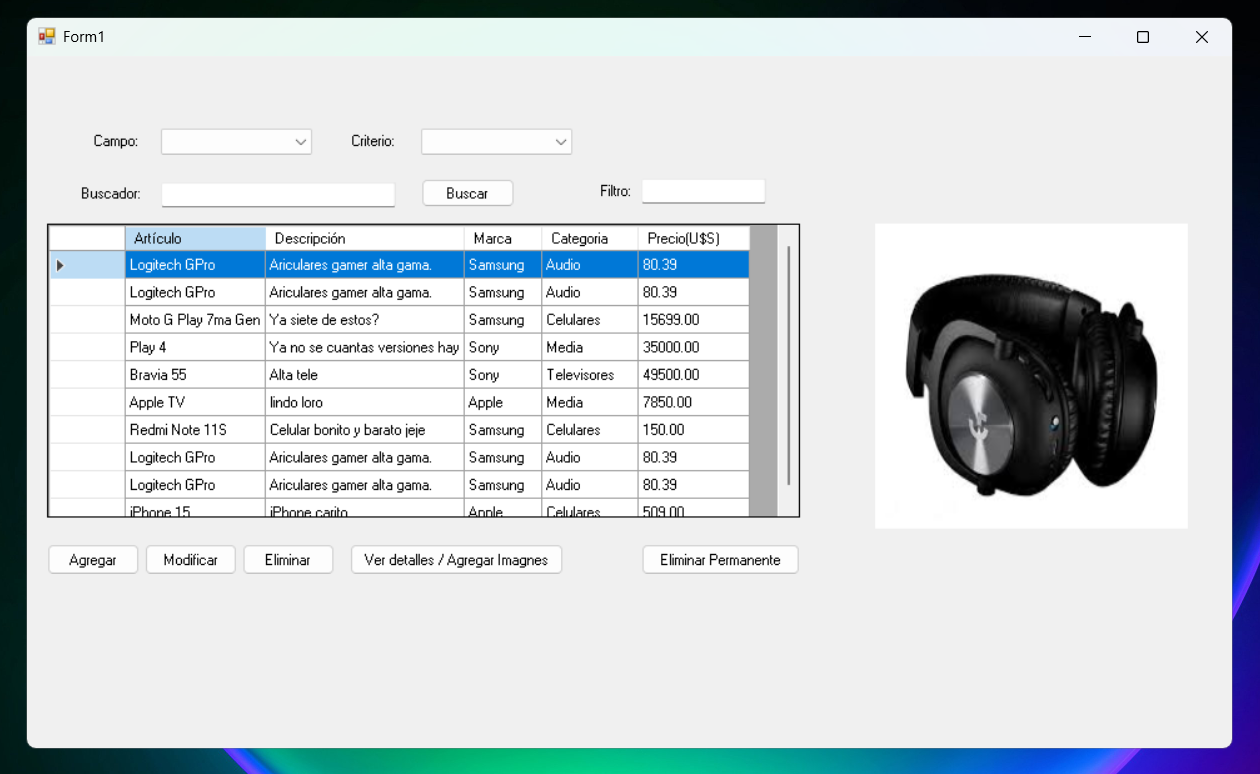 Form1
Campo: Criterio:
Buscador: Buscar Filtro:
Artículo Descripción Marca Categoria Precio(U$S)
Logitech GPro Ariculares gamer alta gama. Samsung Audio 80.39
Logitech GPro Ariculares gamer alta gama. Samsung Audio 80.39
Moto G Play 7ma Gen Ya siete de estos? Samsung Celulares 15699.00
Play 4 Ya no se cuantas versiones hay Sony Media 35000.00
Bravia 55 Alta tele Sony Televisores 49500.00
Apple TV lindo loro Apple Media 7850.00
Redmi Note 11S Celular bonito y barato jeje Samsung Celulares 150.00
Logitech GPro Ariculares gamer alta gama. Samsung Audio 80.39
Logitech GPro Ariculares gamer alta gama. Samsung Audio 80.39
iPhone 15 iPhone carito Apple Celulares 509.00
Agregar Modificar Eliminar Ver detalles / Agregar Imagnes Eliminar Permanente